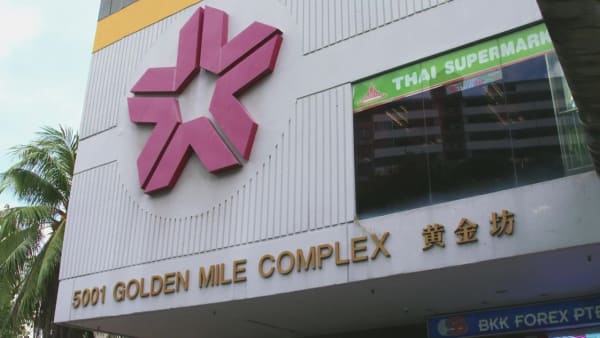 THAI SUPERMARK
5001 GOLDEN MILE COMPLEX 黄金坊
BKK FOREX PTE